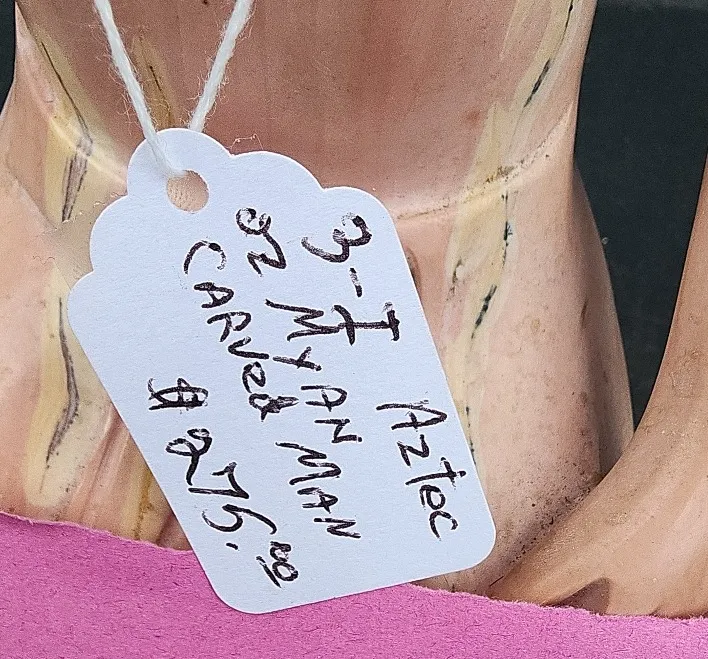 3-I Aztec
or MYAN MAN
CARVed
$275.00